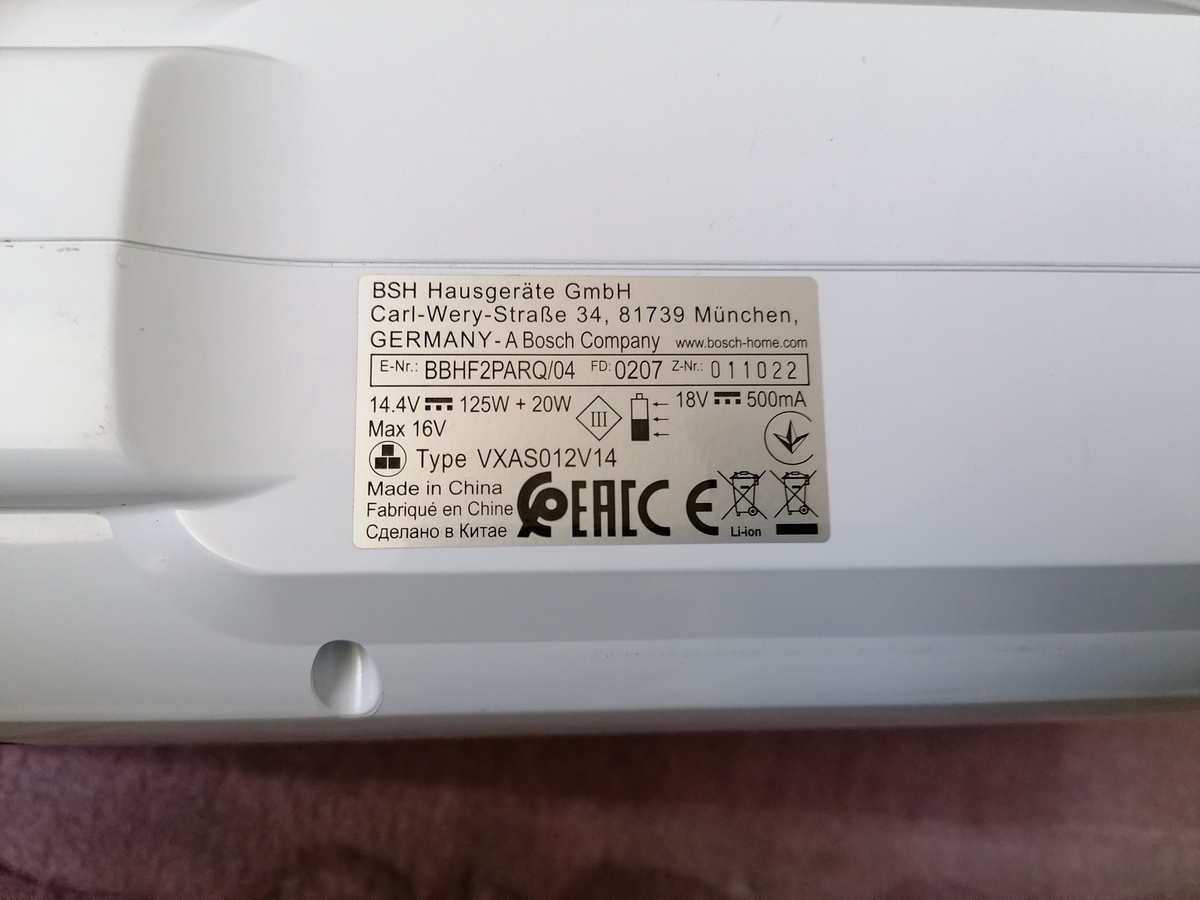 BSH Hausgeräte GmbH
Carl-Wery-Straße 34, 81739 München,
GERMANY - A Bosch Company www.bosch-home.com
E-Nr.: BBHF2PARQ/04 FD: 0207 Z-Nr.: 011022
14.4V 125W + 20W III 18V 500mA
Max 16V
Type VXAS012V14
Made in China
Fabriqué en Chine
Сделано в Китае
EAC CE
Li-ion